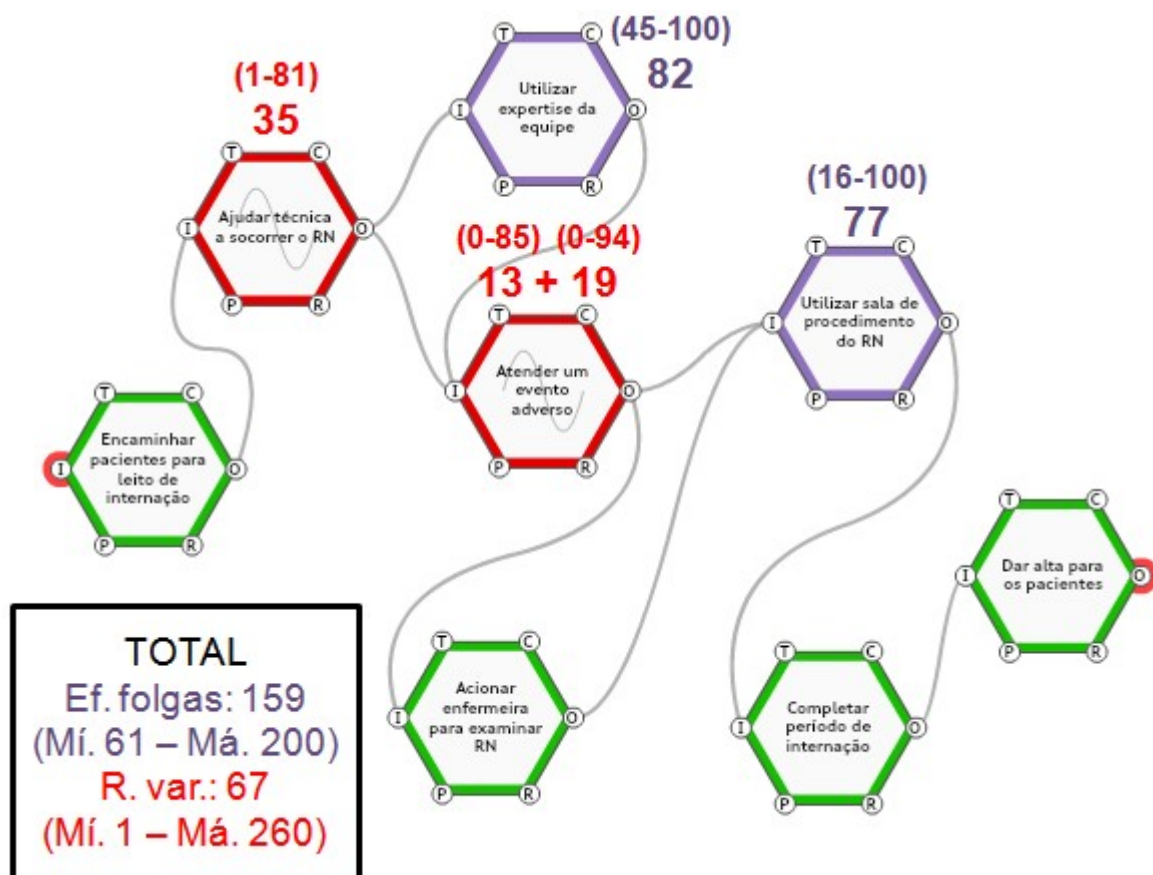 (45-100)
82
T
C
Utilizar
expertise da
equipe
I
O
P
R
(1-81)
35
T
C
Ajudar técnica
a socorrer o RN
I
O
P
R
(16-100)
77
T
C
Utilizar sala de
procedimento
do RN
I
O
P
R
(0-85) (0-94)
13 + 19
T
C
Atender um
evento
adverso
I
O
P
R
T
C
Encaminhar
pacientes para
leito de
internação
I
O
P
R
T
C
Dar alta para
os pacientes
I
O
P
R
T
C
Acionar
enfermeira
para examinar
RN
I
O
P
R
T
C
Completar
período de
internação
I
O
P
R
TOTAL
Ef. folgas: 159
(Mí. 61 – Má. 200)
R. var.: 67
(Mí. 1 – Má. 260)